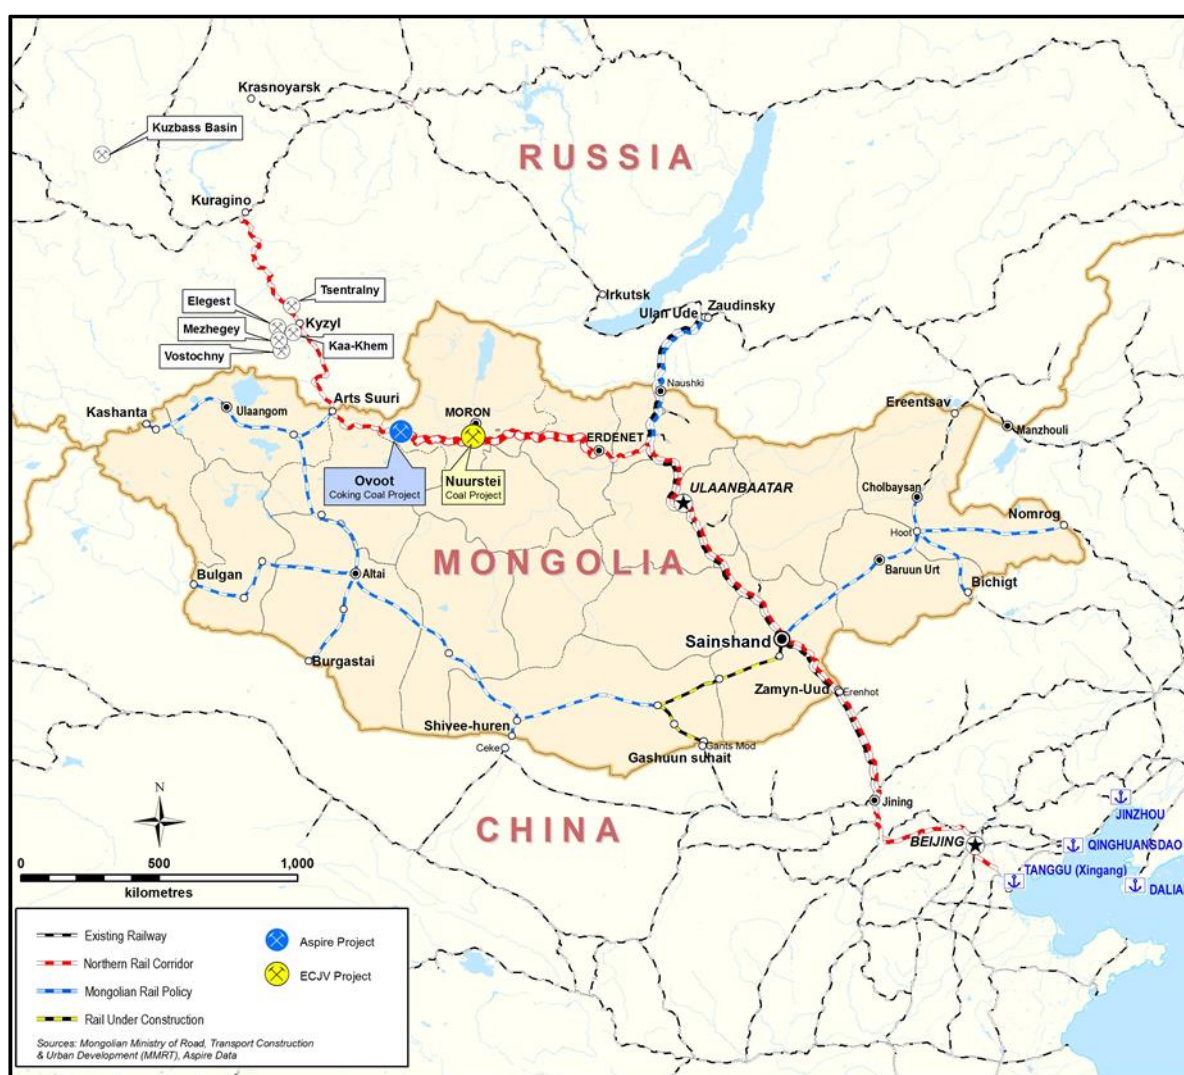 Krasnoyarsk
Kuzbass Basin
RUSSIA
Kuragino
Tsentralny
Irkutsk
Zaudinsky
Elegest
Ulan Ude
Kyzyl
Mezhegey
Kaa-Khem
Vostochny
Naushki
Arts Suuri
Ereentsav
Kashanta
Ulaangom
MORON
Manzhouli
ERDENET
Ovoot
Coking Coal Project
Nuurstei
Coal Project
ULAANBAATAR
Cholbaysan
Nomrog
Hoot
MONGOLIA
Bulgan
Altai
Baruun Urt
Bichigt
Sainshand
Burgastai
Zamyn-Uud
Erenhot
Shivee-huren
Ceke
Gants Mod
Gashuun suhait
N
Jining
JINZHOU
CHINA
BEIJING
QINGHUANGDAO
0 500 1,000
kilometres
TANGGU (Xingang)
DALIAN
Existing Railway
Northern Rail Corridor
Mongolian Rail Policy
Rail Under Construction
Aspire Project
ECJV Project
Sources: Mongolian Ministry of Road, Transport Construction
& Urban Development (MMRT), Aspire Data